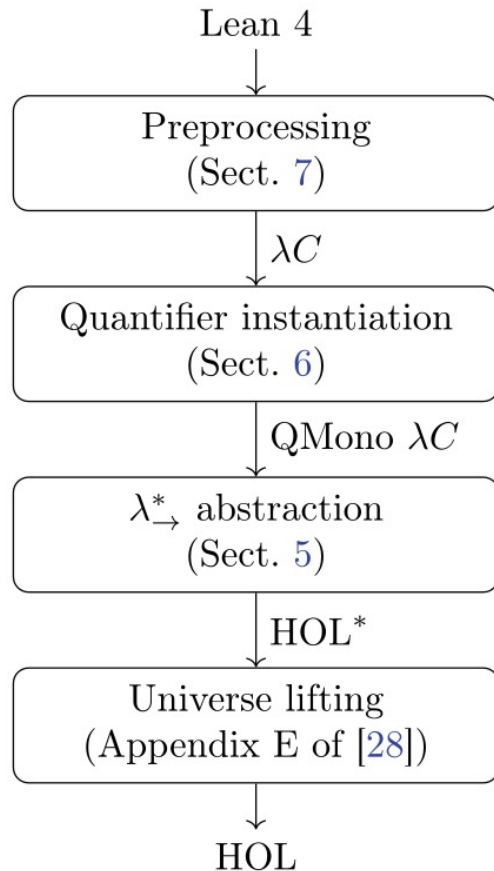 Lean 4
Preprocessing
(Sect. 7)
λC
Quantifier instantiation
(Sect. 6)
QMono λC
λ*→ abstraction
(Sect. 5)
HOL*
Universe lifting
(Appendix E of [28])
HOL